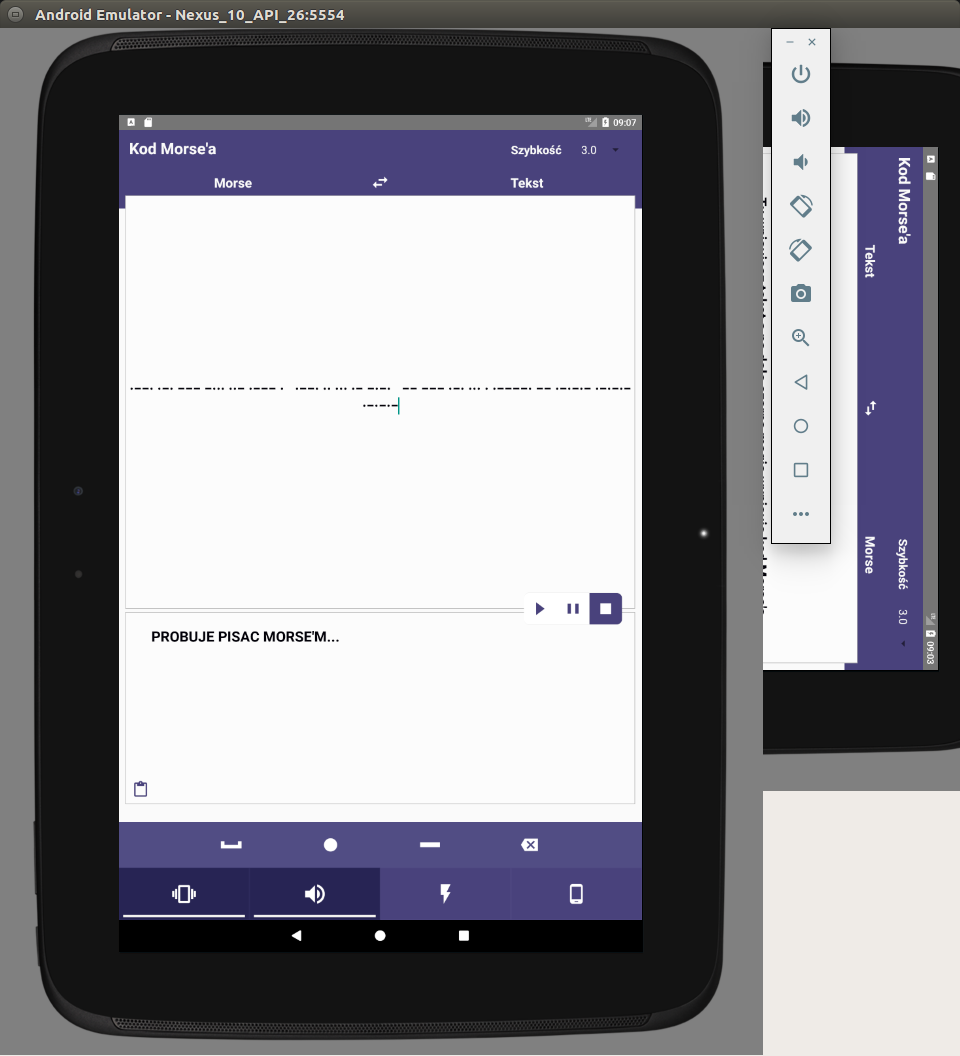 Android Emulator - Nexus_10_API_26:5554
09:07
Kod Morse'a
Szybkość 3.0
Morse
Tekst
·−−· ·−· −−− −··· ··− ·−−− · ·−−· ·· ··· ·− −·−· −− −−− ·−· ··· · ·−−−−· −− ·−·−·− ·−·−·−
·−·−·−
PROBUJE PISAC MORSE'M...
09:03
Kod Morse'a
Szybkość 3.0
Tekst
Morse